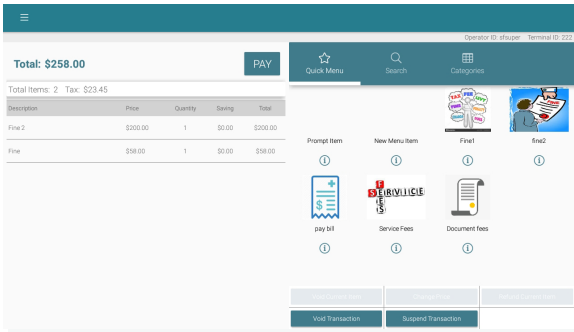 Operator ID: sfsuper Terminal ID: 222
Total: $258.00
PAY
Total Items: 2 Tax: $23.45
Description Price Quantity Saving Total
Fine 2 $200.00 1 $0.00 $200.00
Fine $58.00 1 $0.00 $58.00
Quick Menu Search Categories
TAX FEE
Prompt Item New Menu Item Fine1 fine2
SERVICE
FEES
pay bill Service Fees Document fees
Void Transaction Suspend Transaction